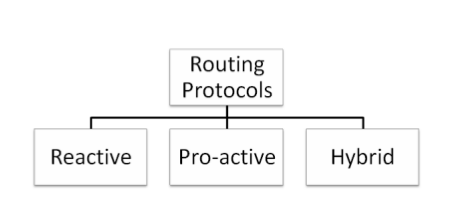 Routing
Protocols
Reactive
Pro-active
Hybrid